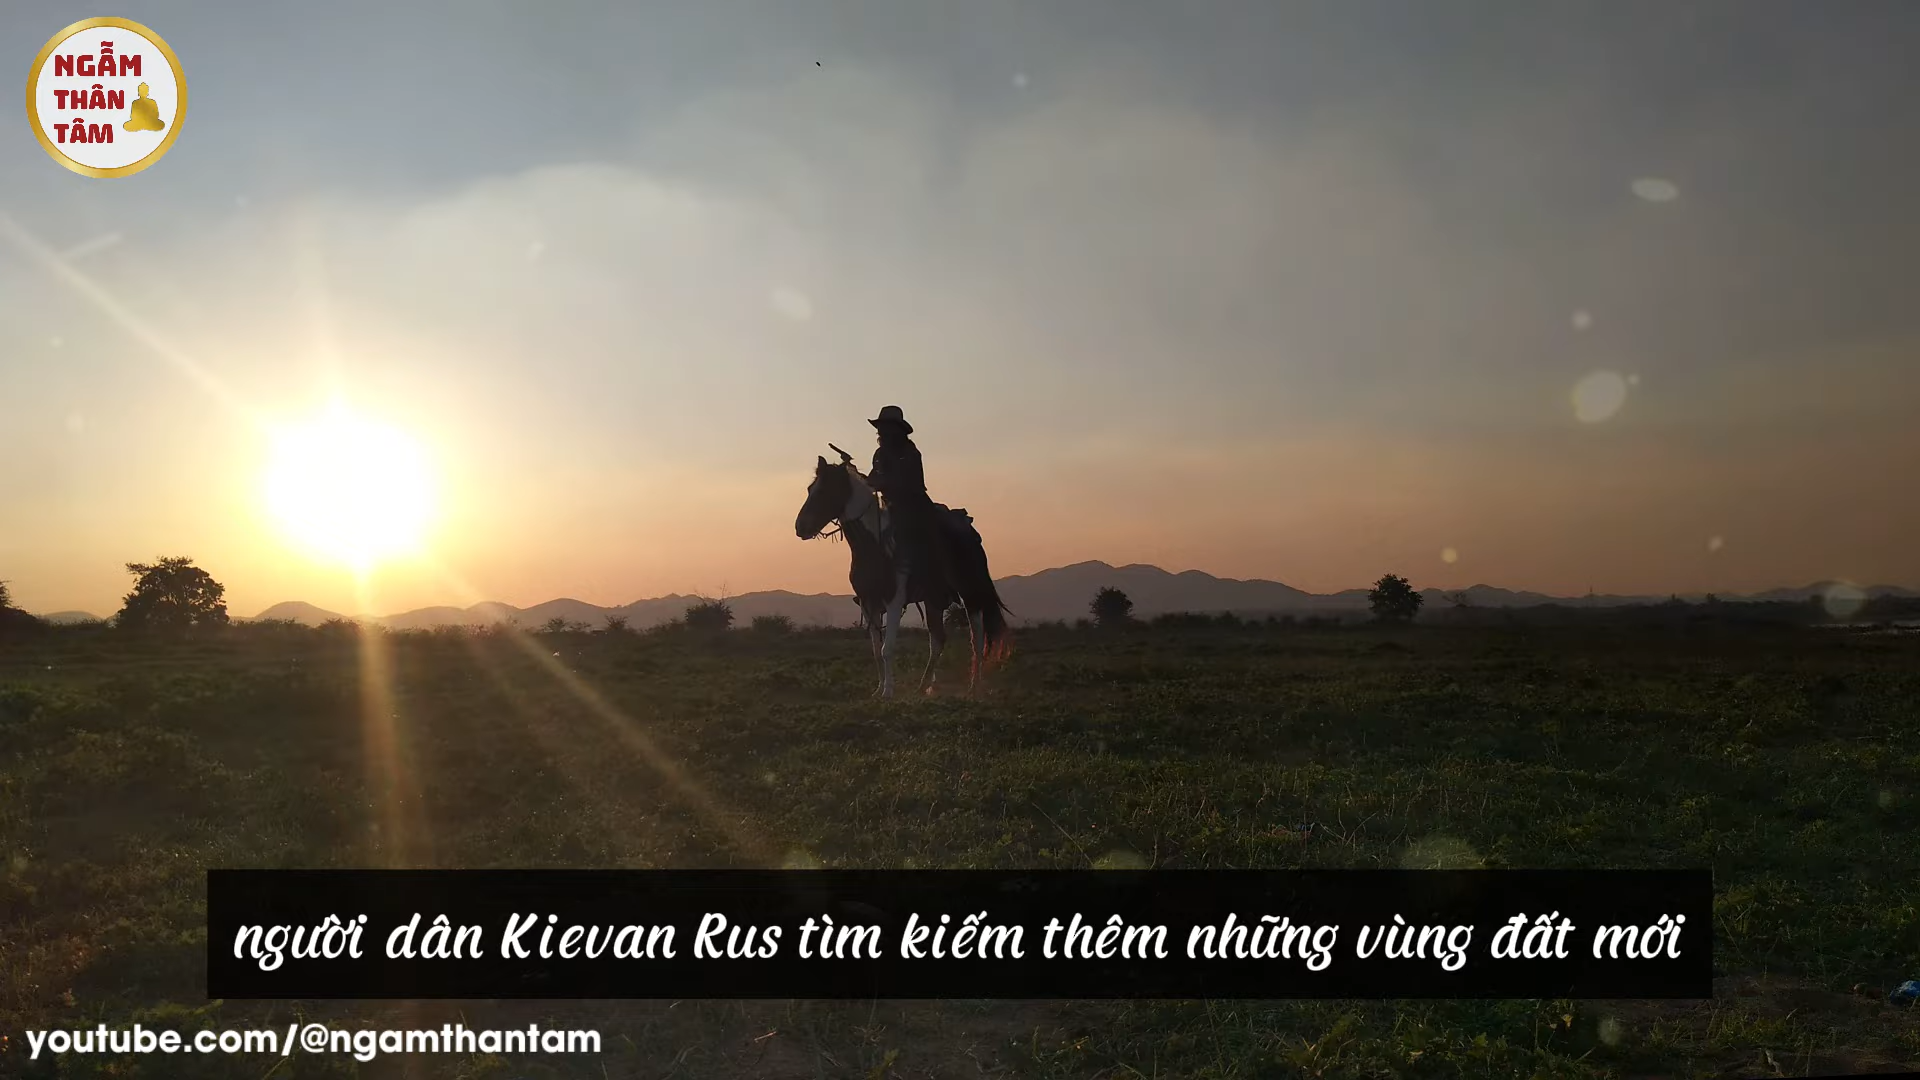 NGẪM
THÂN
TÂM
người dân Kievan Rus tìm kiếm thêm những vùng đất mới
youtube.com/@ngamthantam